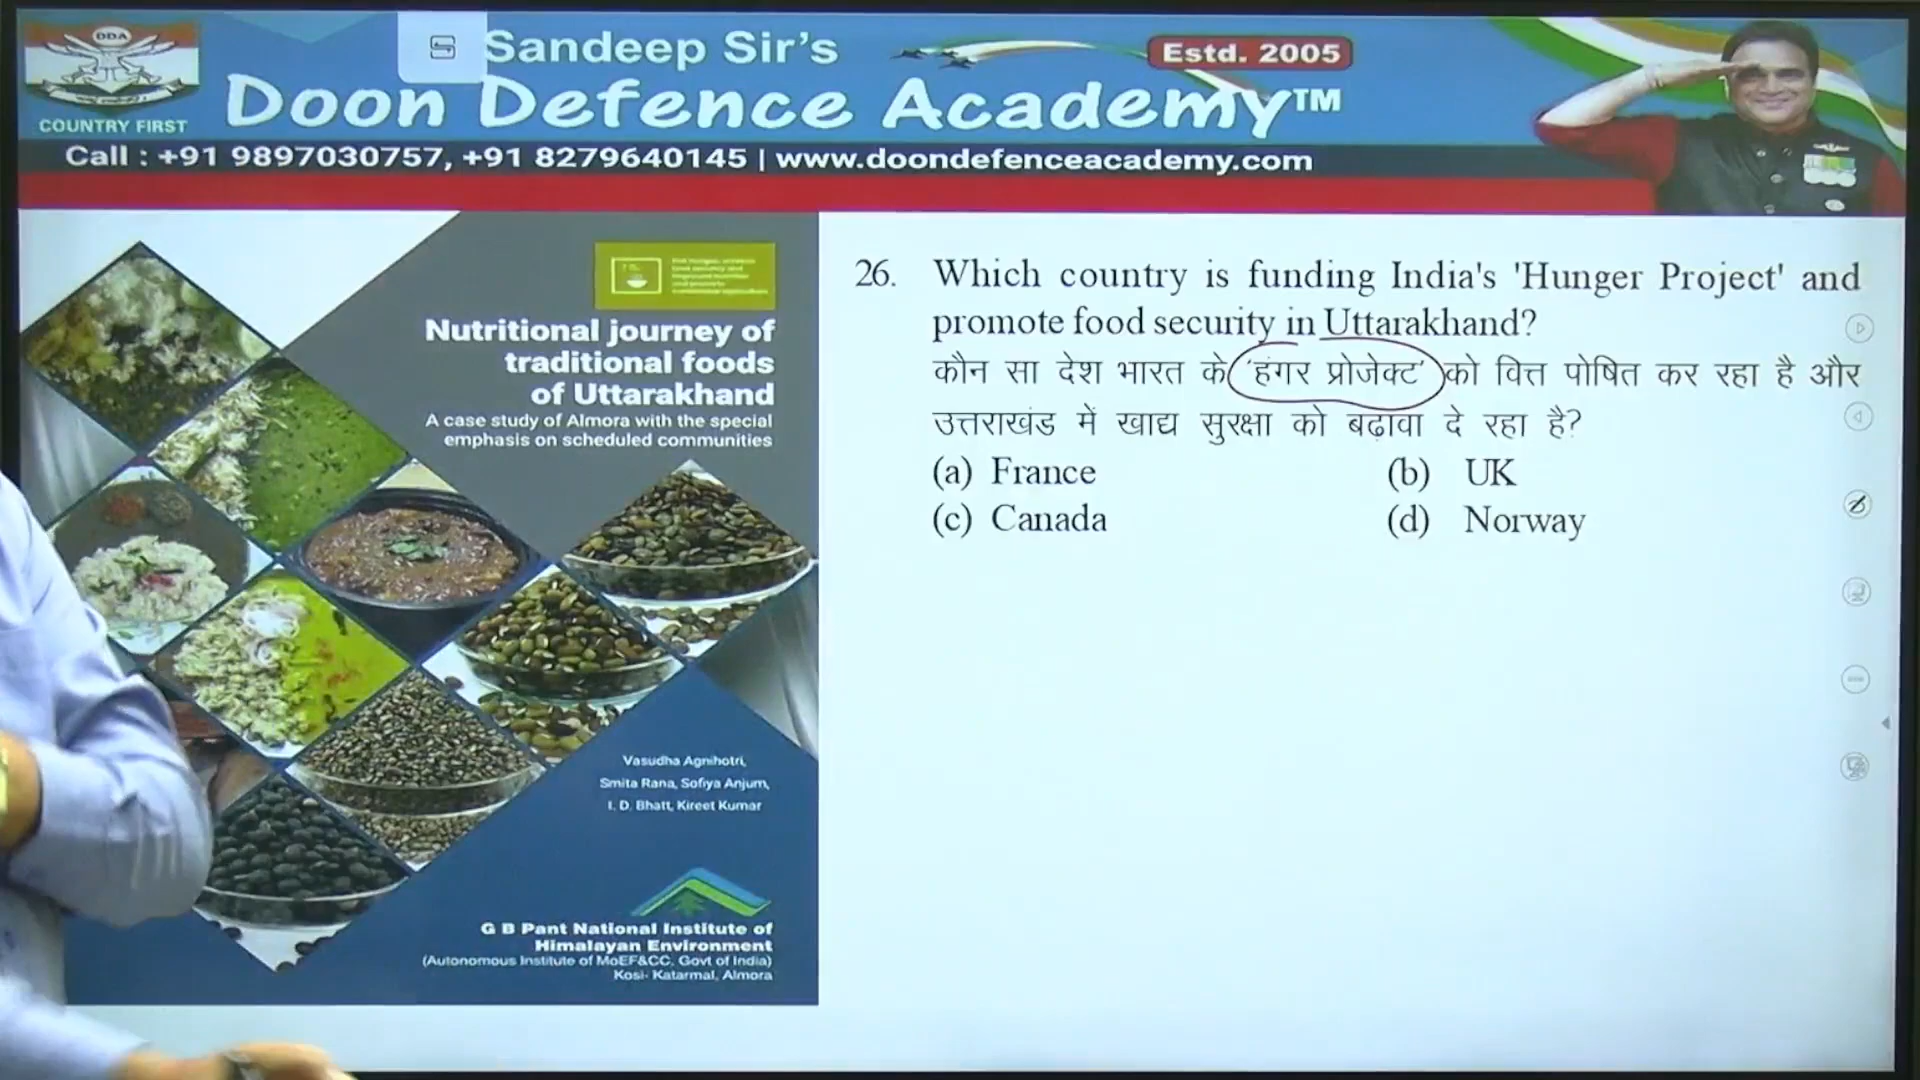 DDA
COUNTRY FIRST
Sandeep Sir's
Estd. 2005
Doon Defence Academy™
Call : +91 9897030757, +91 8279640145 | www.doondefenceacademy.com
Nutritional journey of
traditional foods
of Uttarakhand
A case study of Almora with the special
emphasis on scheduled communities
Vasudha Agnihotri,
Smita Rana, Sofiya Anjum,
I. D. Bhatt, Kireet Kumar
G B Pant National Institute of
Himalayan Environment
(Autonomous Institute of MoEF&CC, Govt of India)
Kosi- Katarmal, Almora
26. Which country is funding India's 'Hunger Project' and
promote food security in Uttarakhand?
कौन सा देश भारत के 'हंगर प्रोजेक्ट' को वित्त पोषित कर रहा है और
उत्तराखंड में खाद्य सुरक्षा को बढ़ावा दे रहा है?
(a) France (b) UK
(c) Canada (d) Norway